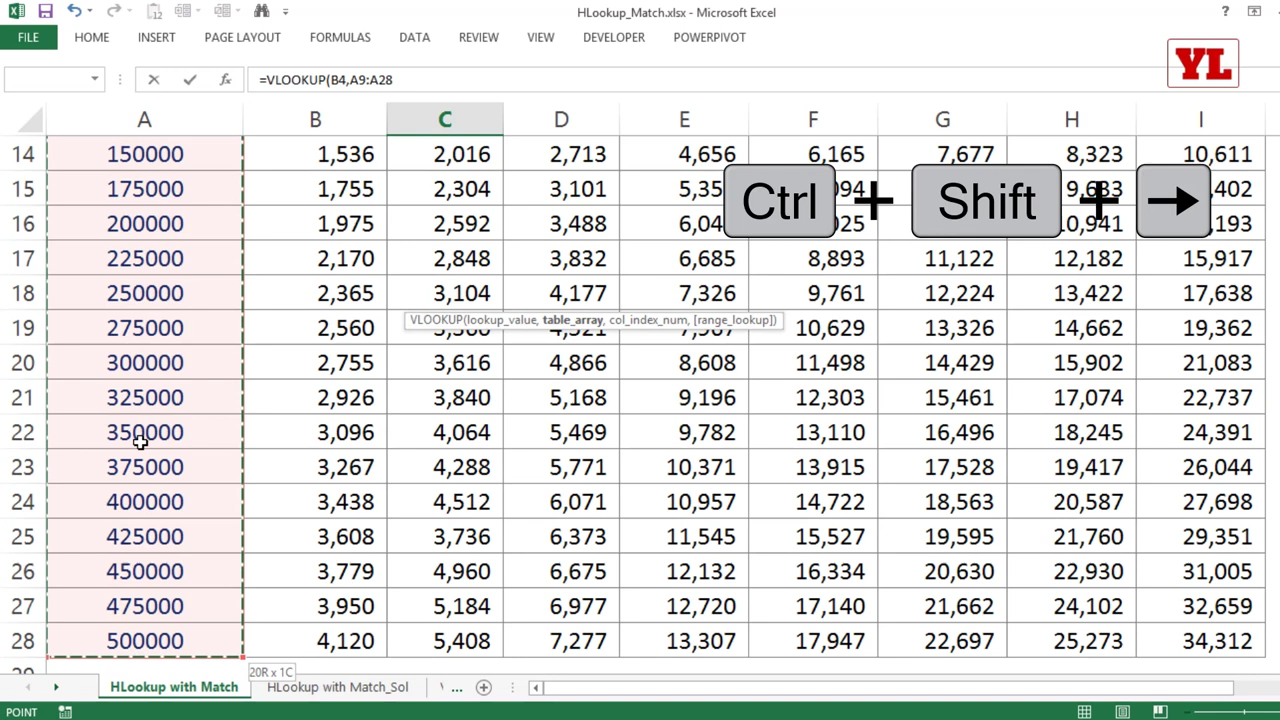 HLookup_Match.xlsx - Microsoft Excel
FILE HOME INSERT PAGE LAYOUT FORMULAS DATA REVIEW VIEW DEVELOPER POWERPIVOT
YL
=VLOOKUP(B4,A9:A28
A B C D E F G H I
14 150000 1,536 2,016 2,713 4,656 6,165 7,677 8,323 10,611
15 175000 1,755 2,304 3,101
Ctrl + Shift + →
16 200000 1,975 2,592 3,488
17 225000 2,170 2,848 3,832 6,685 8,893 11,122 12,182 15,917
18 250000 2,365 3,104 4,177 7,326 9,761 12,224 13,422 17,638
VLOOKUP(lookup_value, table_array, col_index_num, [range_lookup])
19 275000 2,560 10,629 13,326 14,662 19,362
20 300000 2,755 3,616 4,866 8,608 11,498 14,429 15,902 21,083
21 325000 2,926 3,840 5,168 9,196 12,303 15,461 17,074 22,737
22 350000 3,096 4,064 5,469 9,782 13,110 16,496 18,245 24,391
23 375000 3,267 4,288 5,771 10,371 13,915 17,528 19,417 26,044
24 400000 3,438 4,512 6,071 10,957 14,722 18,563 20,587 27,698
25 425000 3,608 3,736 6,373 11,545 15,527 19,595 21,760 29,351
26 450000 3,779 4,960 6,675 12,132 16,334 20,630 22,930 31,005
27 475000 3,950 5,184 6,977 12,720 17,140 21,662 24,102 32,659
28 500000 4,120 5,408 7,277 13,307 17,947 22,697 25,273 34,312
20R x 1C
HLookup with Match HLookup with Match_Sol ...
POINT